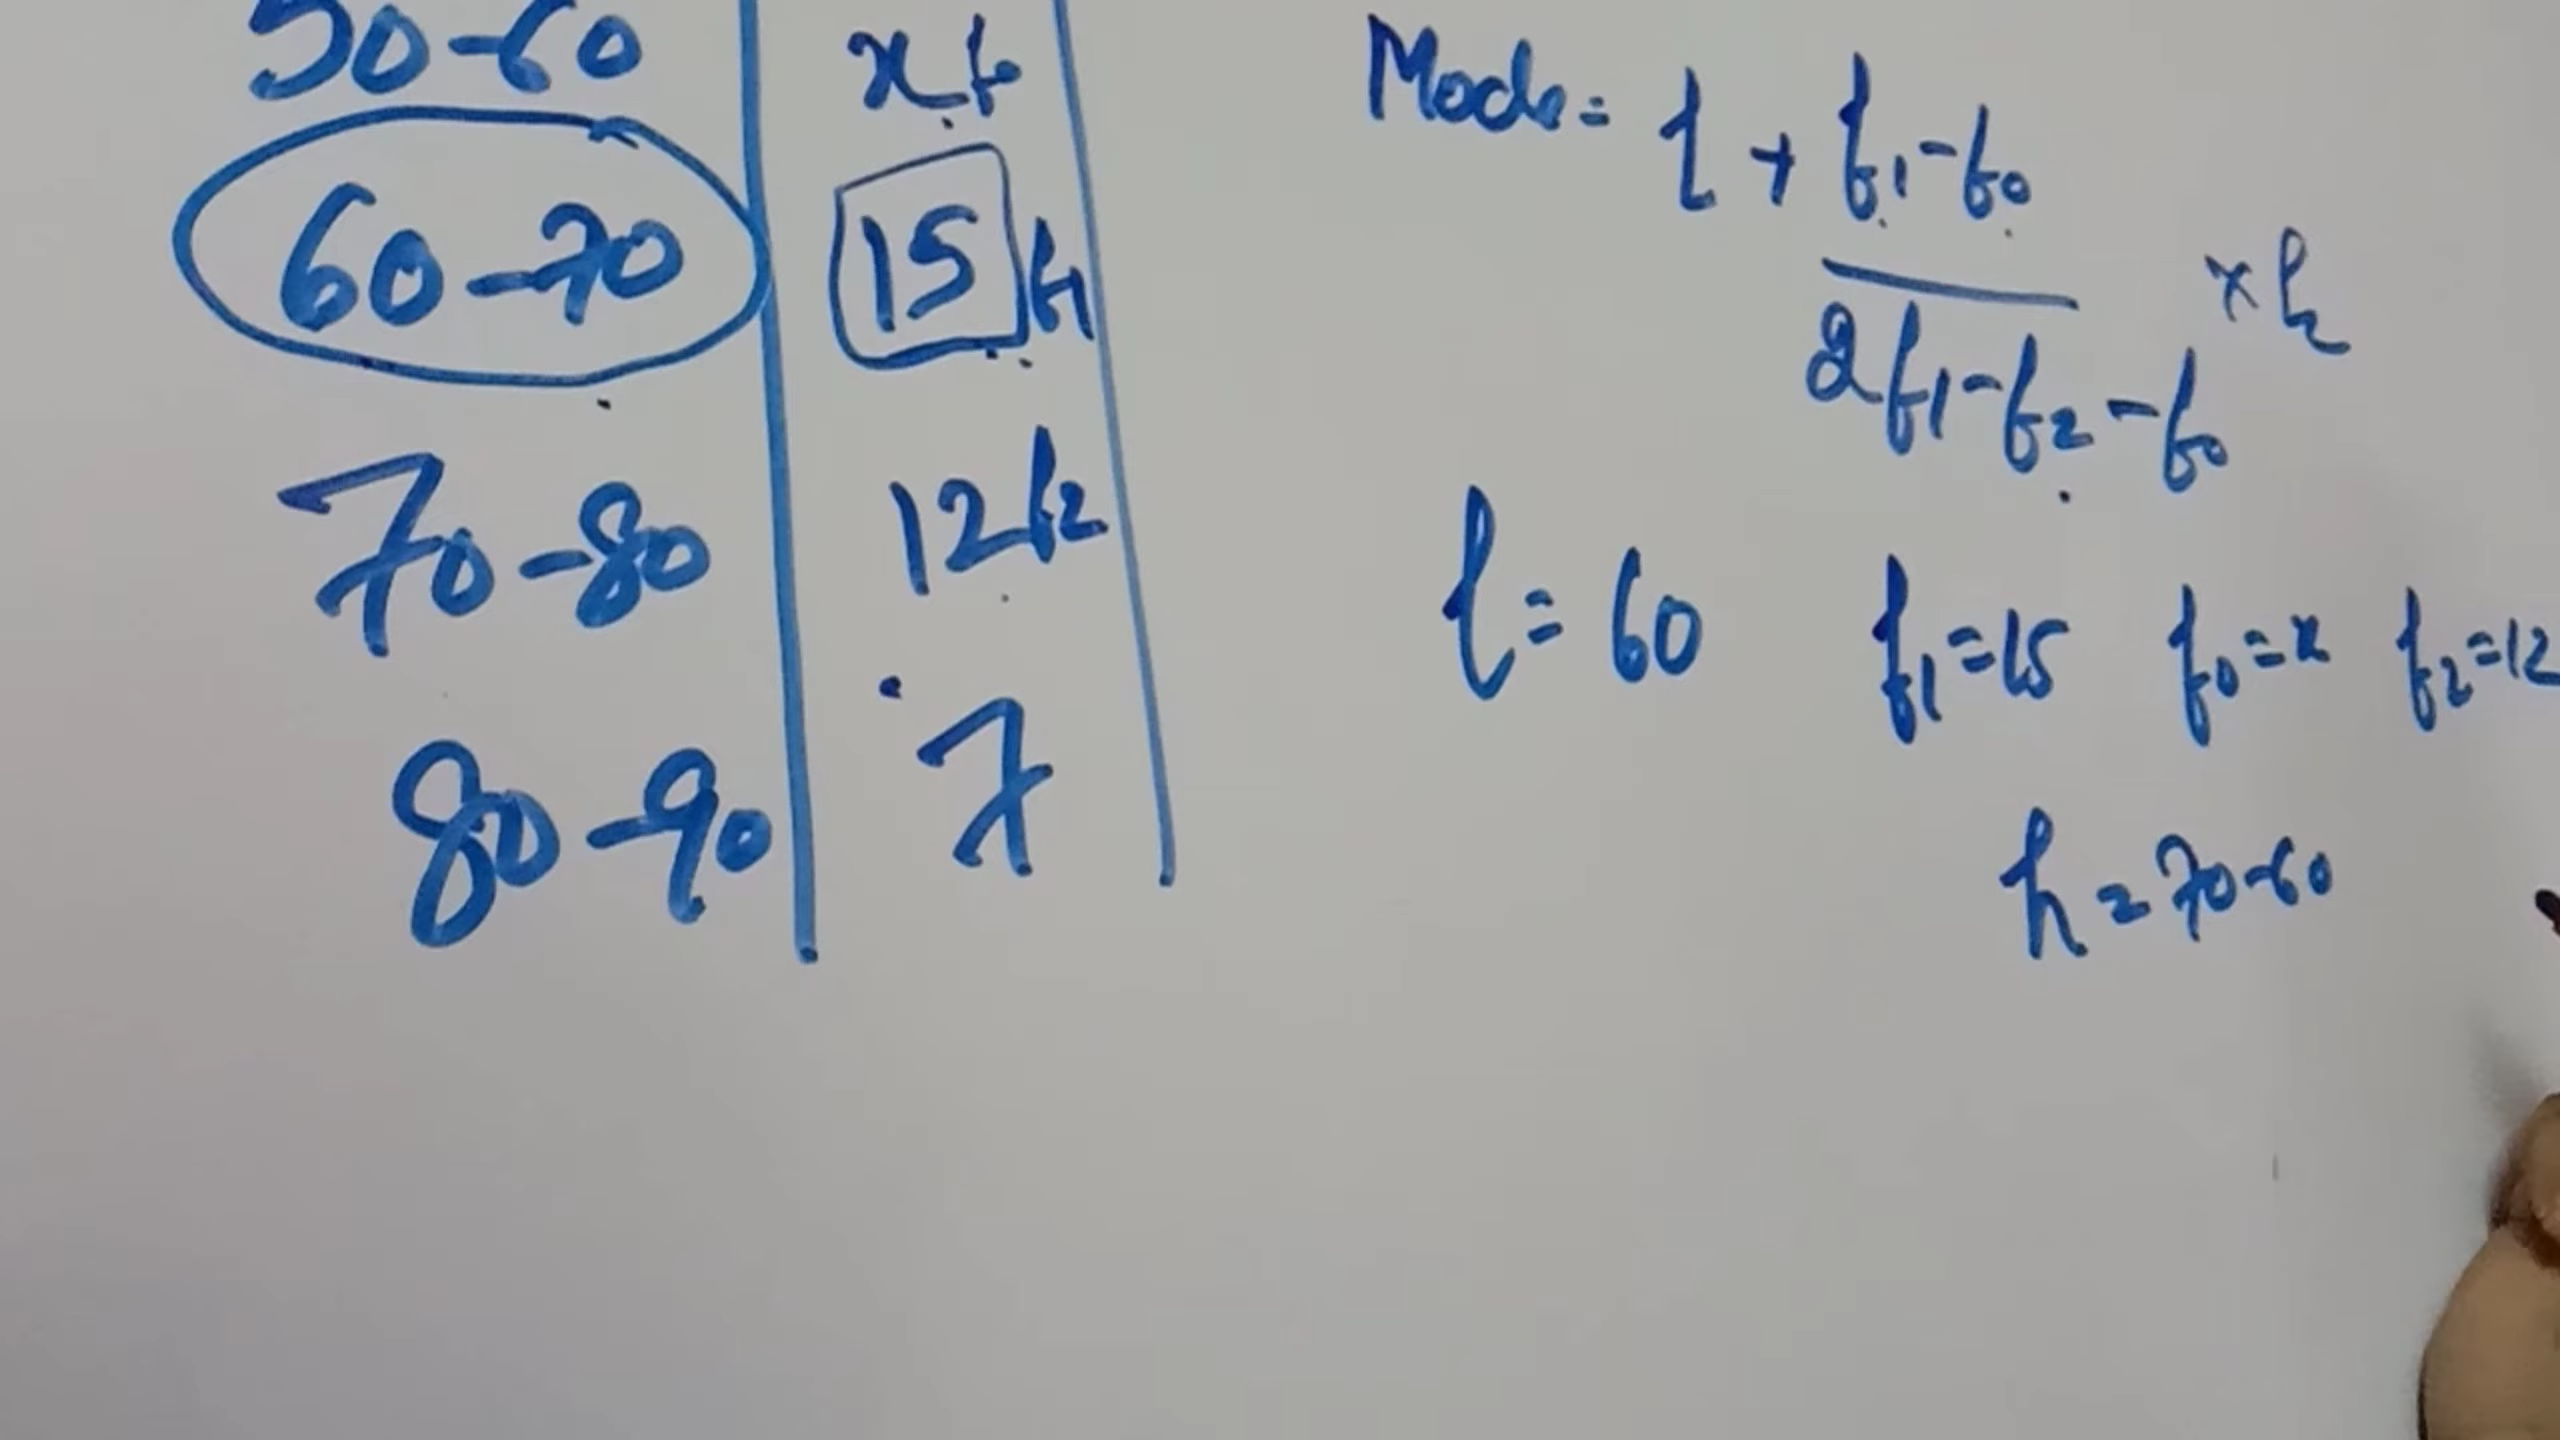 50-60 x f0
60-70 15 f1
70-80 12 f2
80-90 7
Mode = l + f1-f0
2f1-f2-f0 × h
l = 60 f1=15 f0=x f2=12
h = 70-60